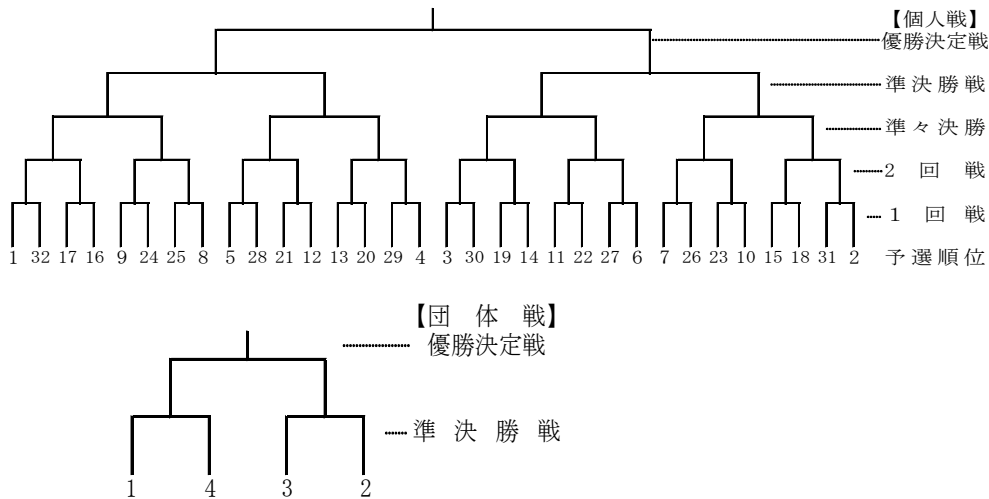 【個人戦】
優勝決定戦
準決勝戦
準々決勝
2 回 戦
1 回 戦
1 32 17 16 9 24 25 8 5 28 21 12 13 20 29 4 3 30 19 14 11 22 27 6 7 26 23 10 15 18 31 2 予選順位
【団 体 戦】
優勝決定戦
準 決 勝 戦
1 4 3 2